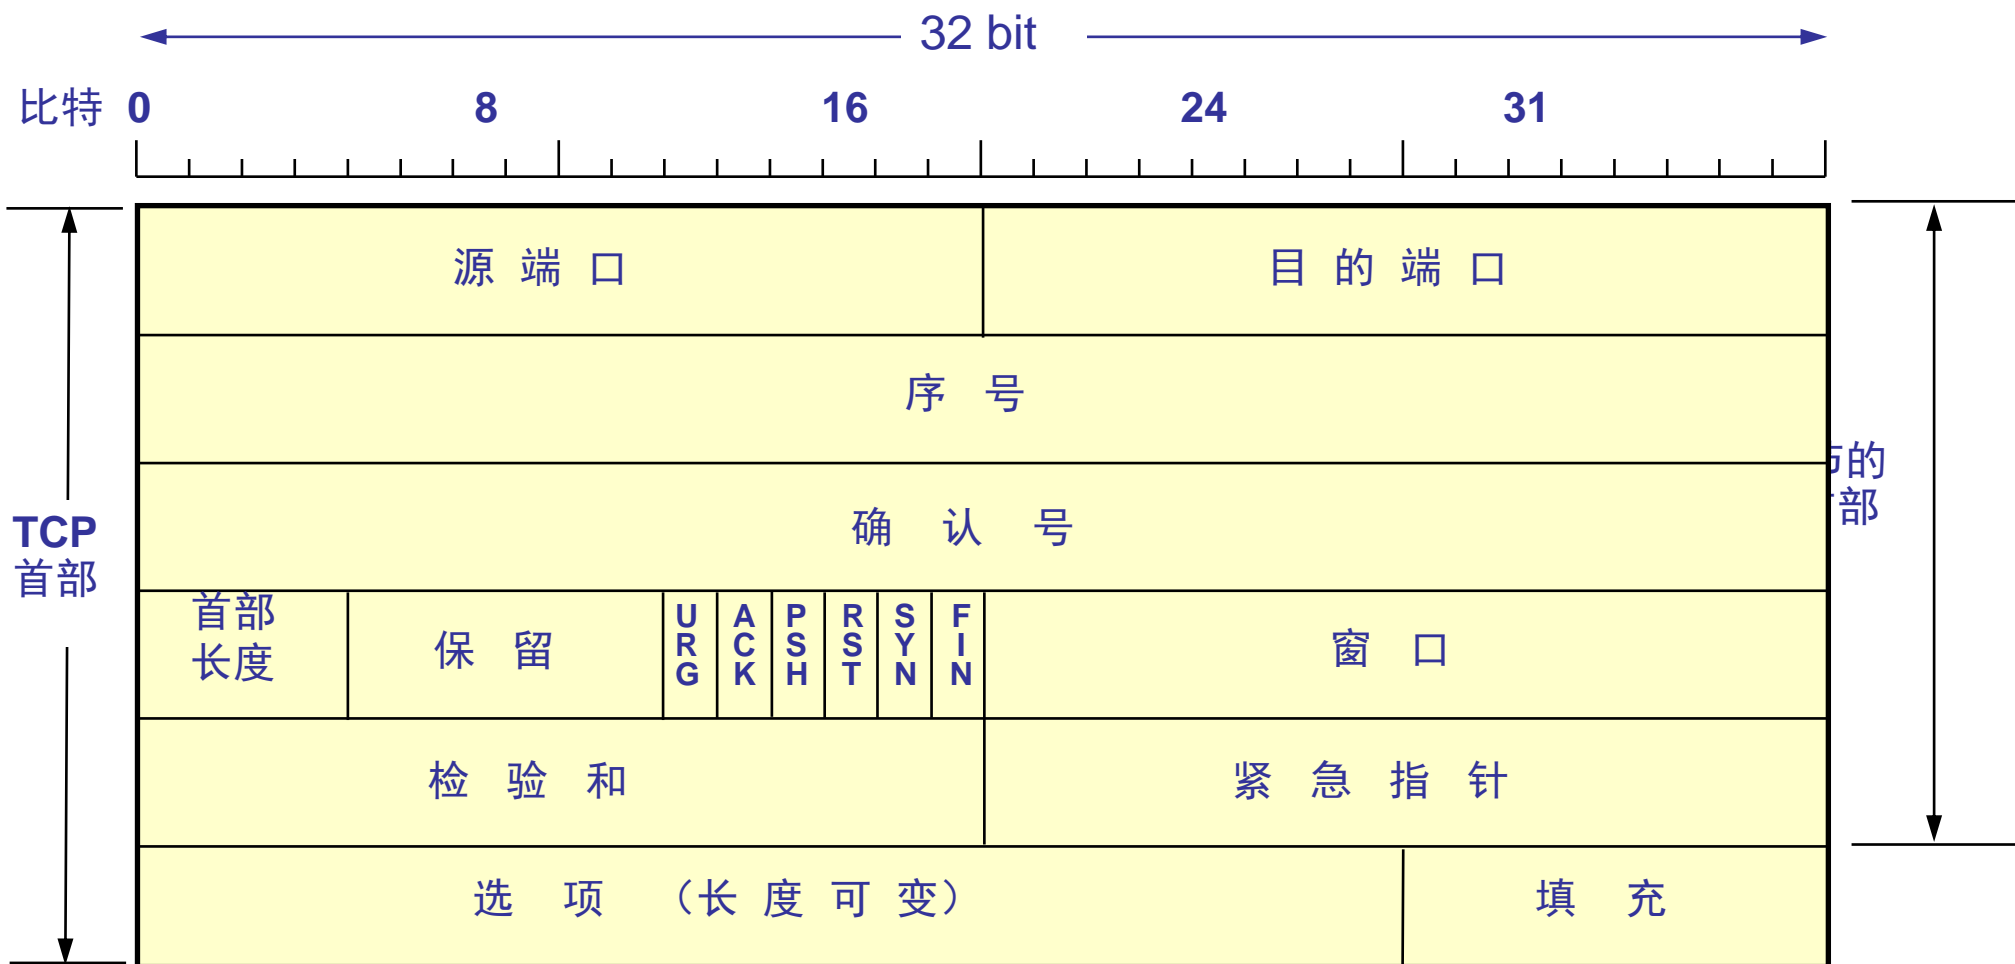 32 bit
比特 0 8 16 24 31
源 端 口 目 的 端 口
序 号
确 认 号
的
部
TCP
首部
首部
长度
保 留
URG
ACK
PSH
RST
SYN
FIN
窗 口
检 验 和 紧 急 指 针
选 项 （长 度 可 变） 填 充